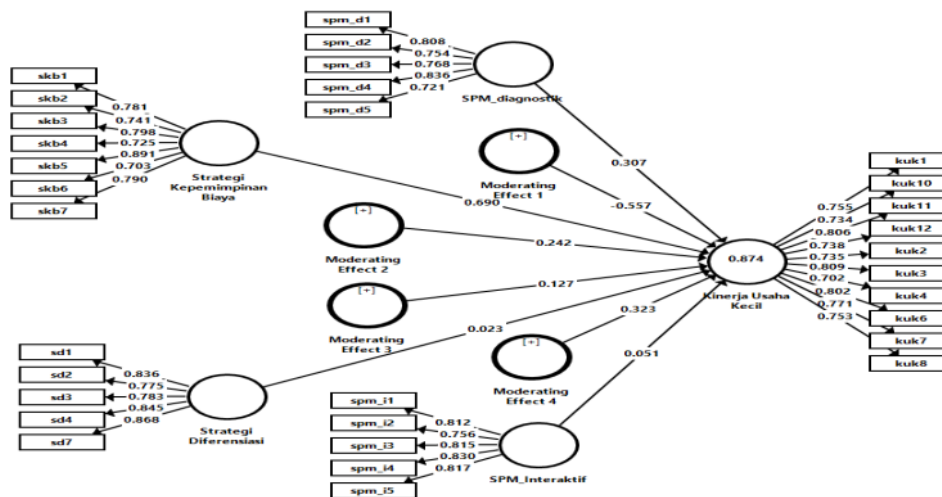 spm_d1
spm_d2
spm_d3
spm_d4
spm_d5
0.808
0.754
0.768
0.836
0.721
SPM_diagnostik
skb1
skb2
skb3
skb4
skb5
skb6
skb7
0.781
0.741
0.798
0.725
0.891
0.703
0.790
Strategi
Kepemimpinan
Biaya
[+]
Moderating
Effect 1
0.307
-0.557
0.690
[+]
Moderating
Effect 2
0.242
[+]
Moderating
Effect 3
0.127
0.023
0.323
[+]
Moderating
Effect 4
0.051
0.874
Kinerja Usaha
Kecil
0.755
0.734
0.806
0.738
0.735
0.809
0.702
0.802
0.771
0.753
kuk1
kuk10
kuk11
kuk12
kuk2
kuk3
kuk4
kuk6
kuk7
kuk8
sd1
sd2
sd3
sd4
sd7
0.836
0.775
0.783
0.845
0.868
Strategi
Diferensiasi
spm_i1
spm_i2
spm_i3
spm_i4
spm_i5
0.812
0.756
0.815
0.830
0.817
SPM_Interaktif